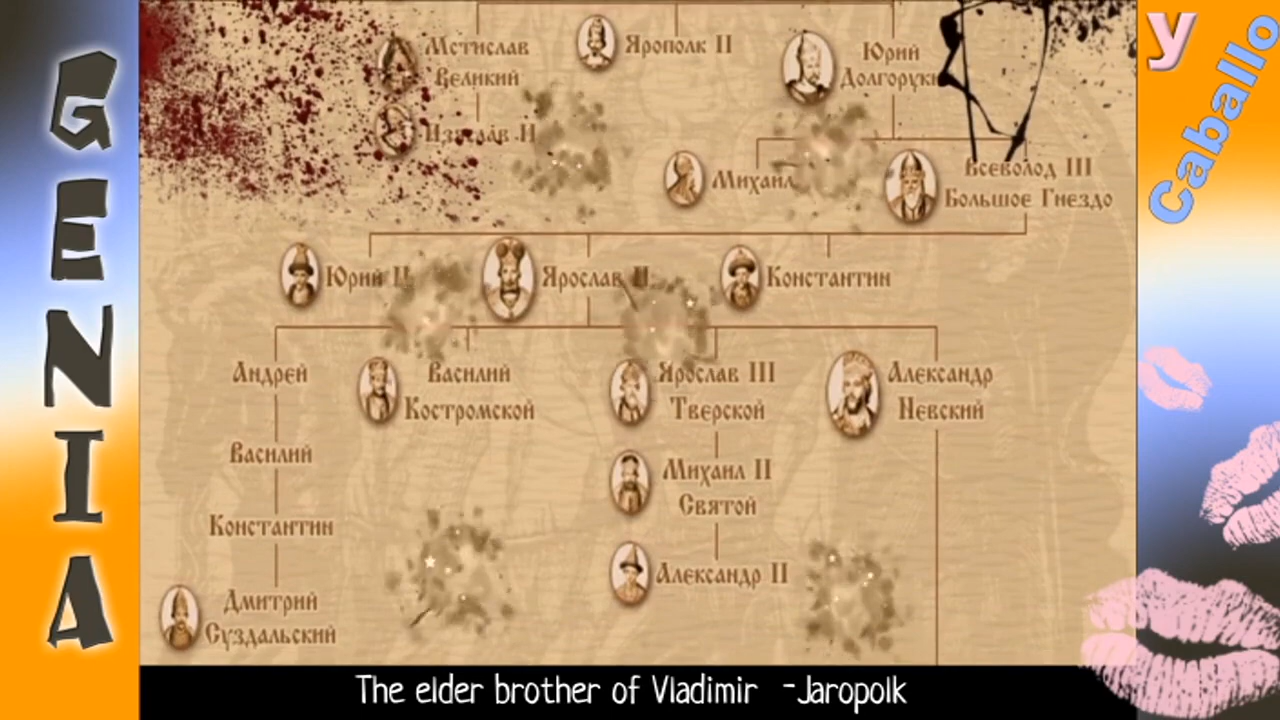 GENIA
y
Caballo
Мстислав
Великий
Ярополк II
Юрий
Долгоруки
Изяслав II
Михаил
Всеволод III
Большое Гнездо
Юрий II
Ярослав II
Константин
Андрей
Василий
Костромской
Ярослав III
Тверской
Александр
Невский
Василий
Михаил II
Святой
Константин
Александр II
Дмитрий
Суздальский
The elder brother of Vladimir -Jaropolk